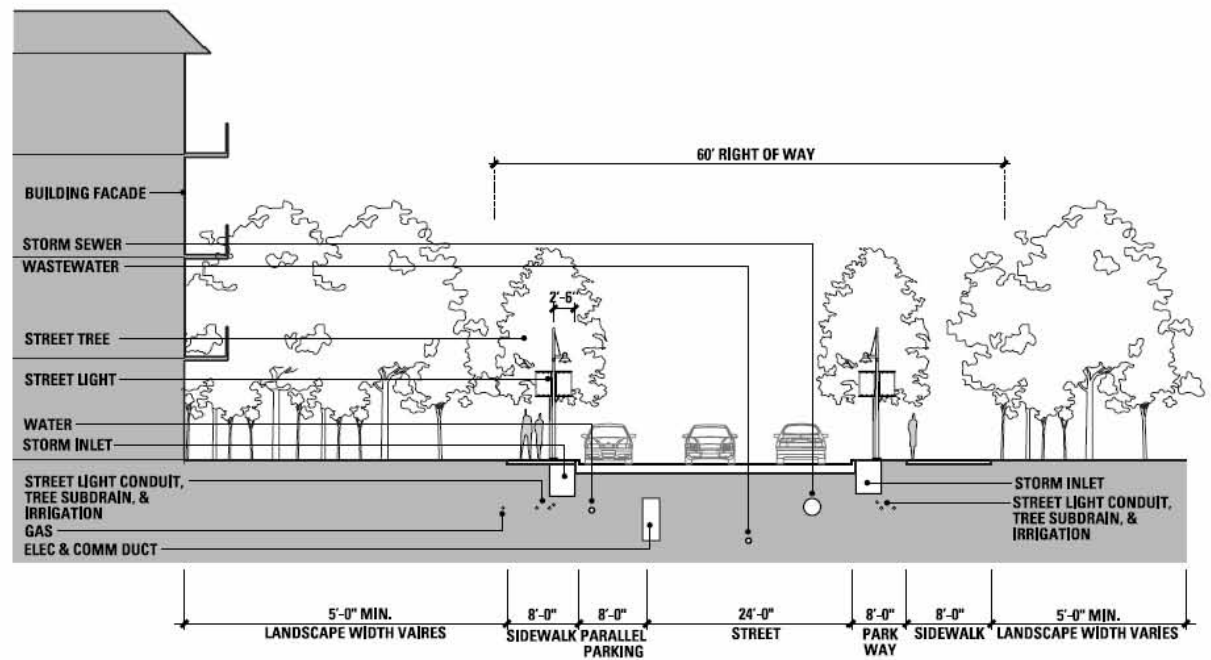 60' RIGHT OF WAY
BUILDING FACADE
STORM SEWER
WASTEWATER
2'-6"
STREET TREE
STREET LIGHT
WATER
STORM INLET
STREET LIGHT CONDUIT,
TREE SUBDRAIN, &
IRRIGATION
GAS
ELEC & COMM DUCT
STORM INLET
STREET LIGHT CONDUIT,
TREE SUBDRAIN, &
IRRIGATION
5'-0" MIN.
LANDSCAPE WIDTH VAIRES
8'-0"
SIDEWALK
8'-0"
PARALLEL
PARKING
24'-0"
STREET
8'-0"
PARK
WAY
8'-0"
SIDEWALK
5'-0" MIN.
LANDSCAPE WIDTH VARIES